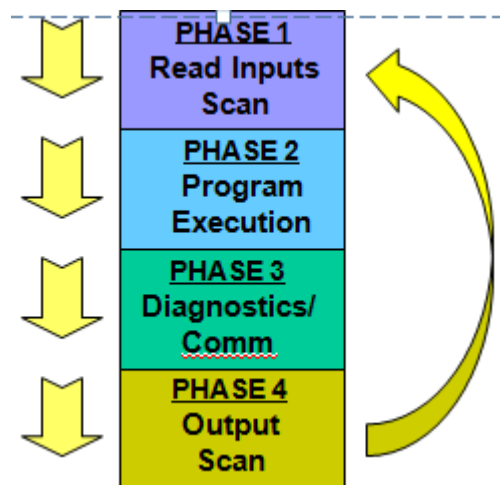 PHASE 1
Read Inputs
Scan
PHASE 2
Program
Execution
PHASE 3
Diagnostics/
Comm
PHASE 4
Output
Scan